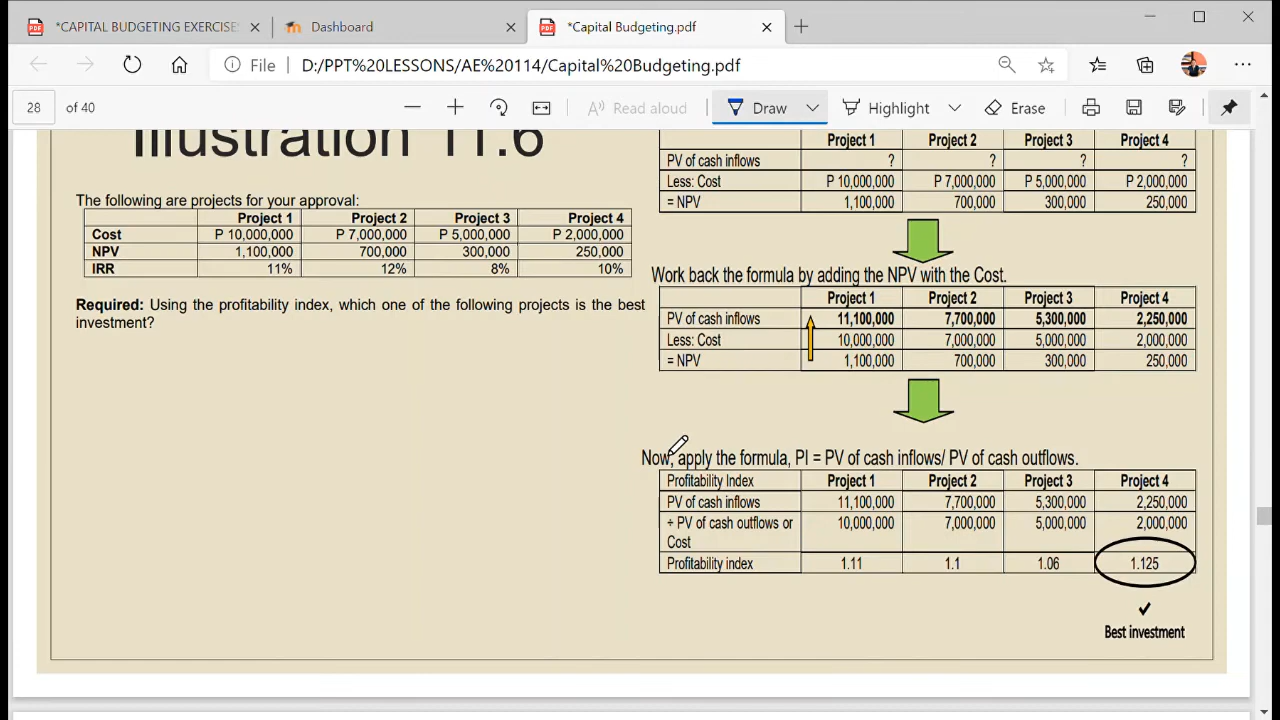 *CAPITAL BUDGETING EXERCISE
Dashboard
*Capital Budgeting.pdf
File
D:/PPT%20LESSONS/AE%20114/Capital%20Budgeting.pdf
28 of 40
Read aloud
Draw
Highlight
Erase
Illustration 11.6
The following are projects for your approval:
Project 1 Project 2 Project 3 Project 4
Cost P 10,000,000 P 7,000,000 P 5,000,000 P 2,000,000
NPV 1,100,000 700,000 300,000 250,000
IRR 11% 12% 8% 10%
Required: Using the profitability index, which one of the following projects is the best
investment?
Project 1 Project 2 Project 3 Project 4
PV of cash inflows ? ? ? ?
Less: Cost P 10,000,000 P 7,000,000 P 5,000,000 P 2,000,000
= NPV 1,100,000 700,000 300,000 250,000
Work back the formula by adding the NPV with the Cost.
Project 1 Project 2 Project 3 Project 4
PV of cash inflows 11,100,000 7,700,000 5,300,000 2,250,000
Less: Cost 10,000,000 7,000,000 5,000,000 2,000,000
= NPV 1,100,000 700,000 300,000 250,000
Now, apply the formula, PI = PV of cash inflows/ PV of cash outflows.
Profitability Index Project 1 Project 2 Project 3 Project 4
PV of cash inflows 11,100,000 7,700,000 5,300,000 2,250,000
÷ PV of cash outflows or 10,000,000 7,000,000 5,000,000 2,000,000
Cost
Profitability index 1.11 1.1 1.06 1.125
Best investment